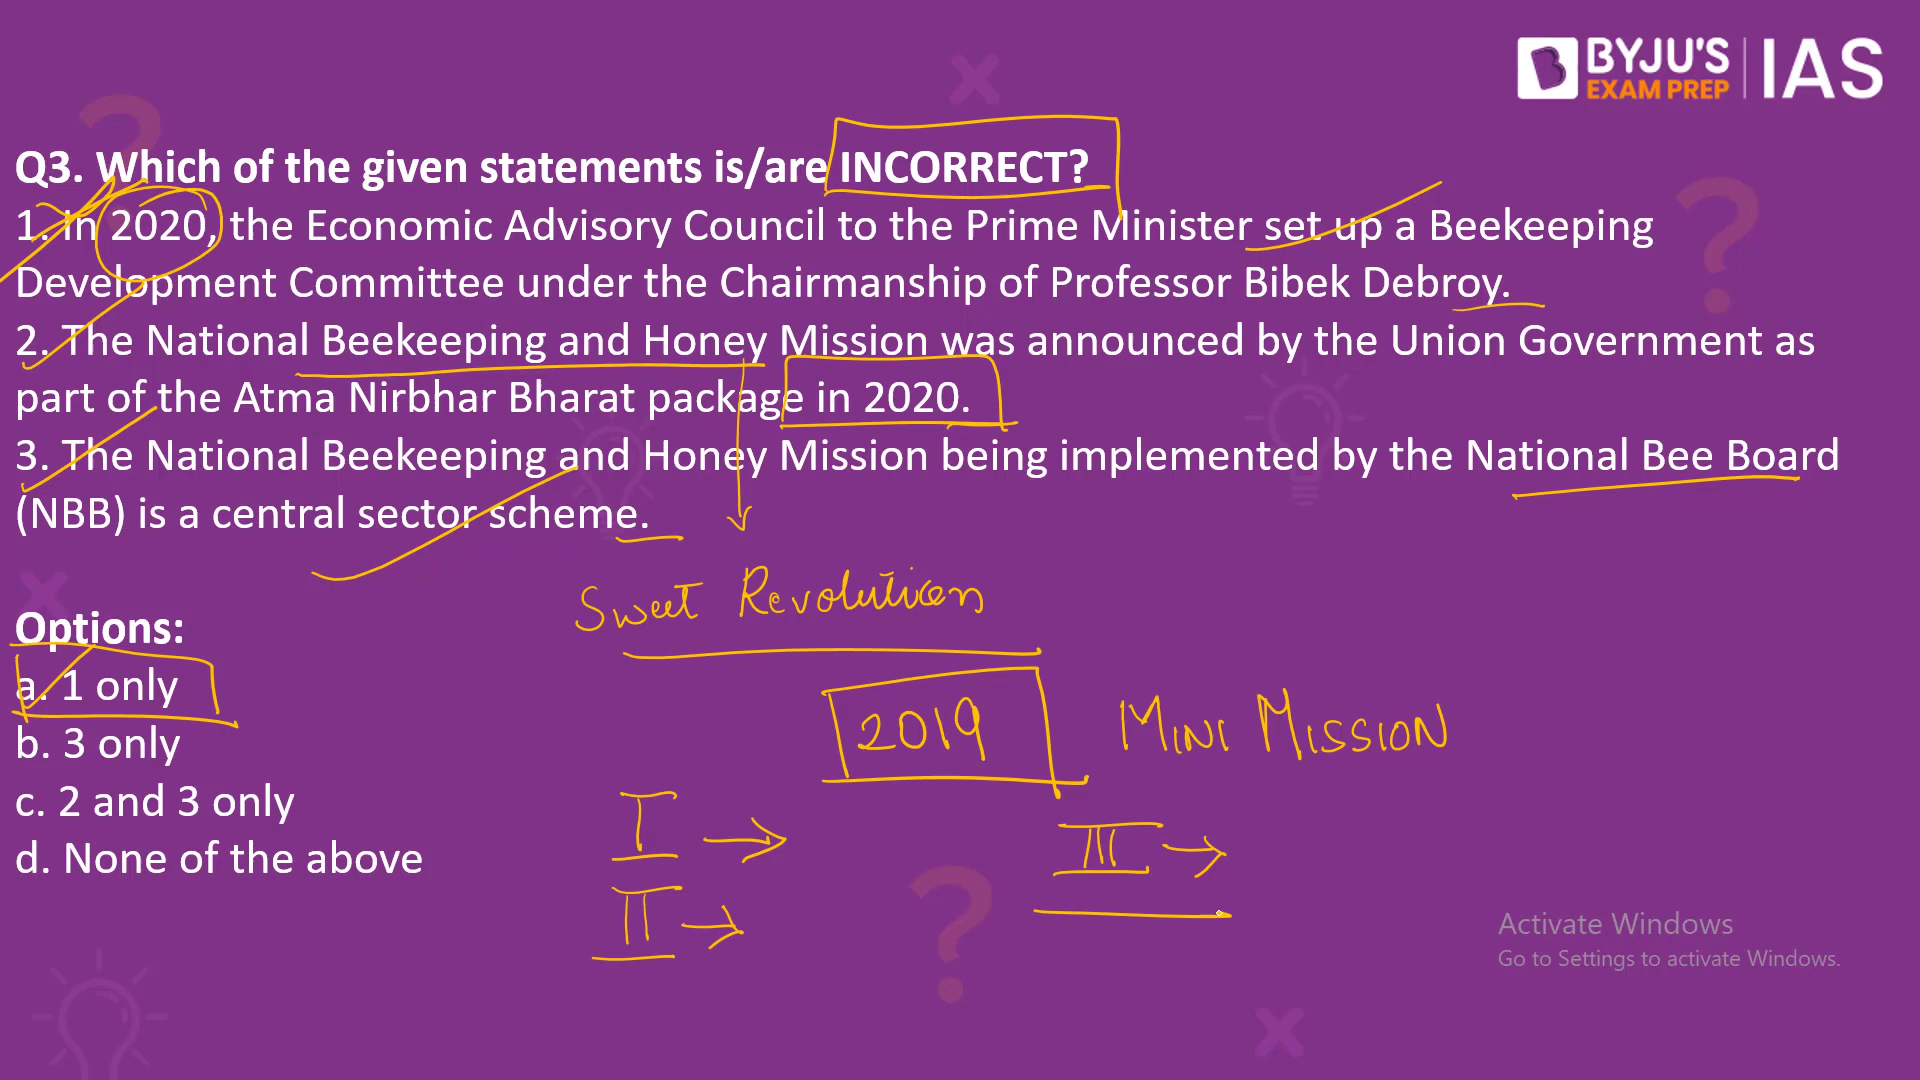 BYJU'S
EXAM PREP
IAS
Q3. Which of the given statements is/are INCORRECT?
1. In 2020, the Economic Advisory Council to the Prime Minister set up a Beekeeping
Development Committee under the Chairmanship of Professor Bibek Debroy.
2. The National Beekeeping and Honey Mission was announced by the Union Government as
part of the Atma Nirbhar Bharat package in 2020.
3. The National Beekeeping and Honey Mission being implemented by the National Bee Board
(NBB) is a central sector scheme.
Sweet Revolution
Options:
a. 1 only
2019 MINI MISSION
b. 3 only
c. 2 and 3 only
I → III →
d. None of the above
II →
Activate Windows
Go to Settings to activate Windows.